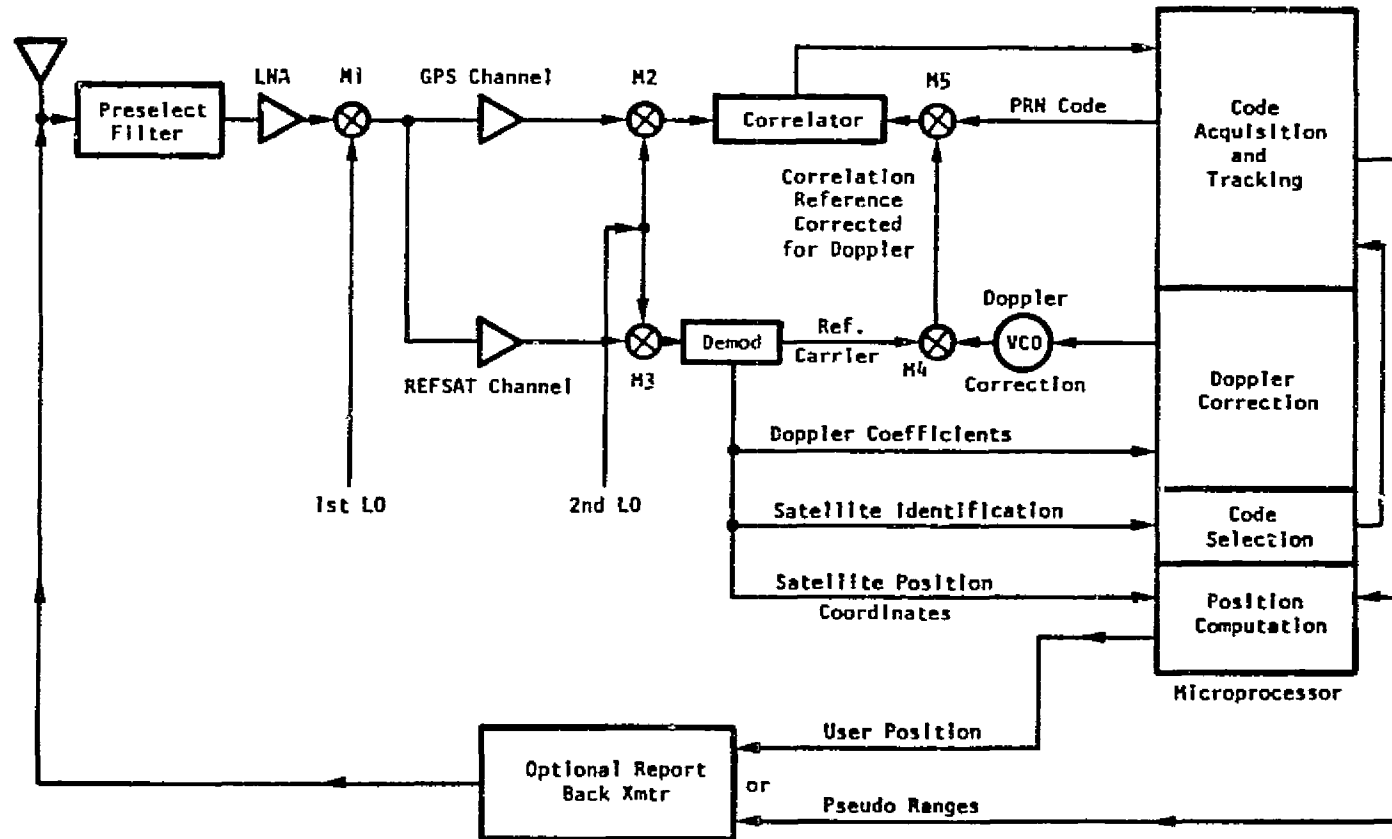 LNA
M1
GPS Channel
M2
M5
Preselect
Filter
Correlator
PRN Code
Code
Acquisition
and
Tracking
Correlation
Reference
Corrected
for Doppler
Doppler
Demod
Ref.
Carrier
VCO
M3
M4
Correction
REFSAT Channel
Doppler
Correction
Doppler Coefficients
1st LO
2nd LO
Satellite Identification
Code
Selection
Satellite Position
Coordinates
Position
Computation
Microprocessor
User Position
Optional Report
Back Xmtr
or
Pseudo Ranges